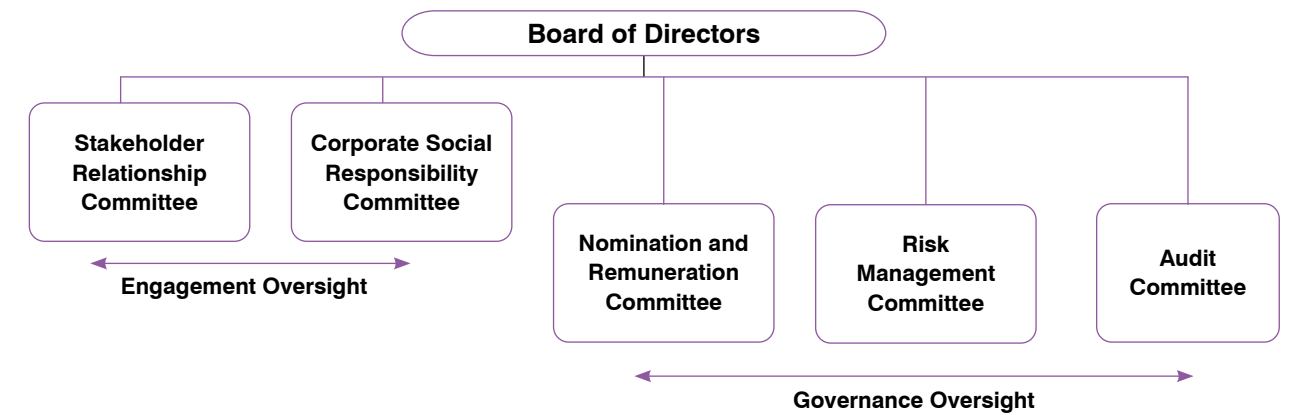 Board of Directors
Stakeholder
Relationship
Committee
Corporate Social
Responsibility
Committee
Engagement Oversight
Nomination and
Remuneration
Committee
Risk
Management
Committee
Audit
Committee
Governance Oversight